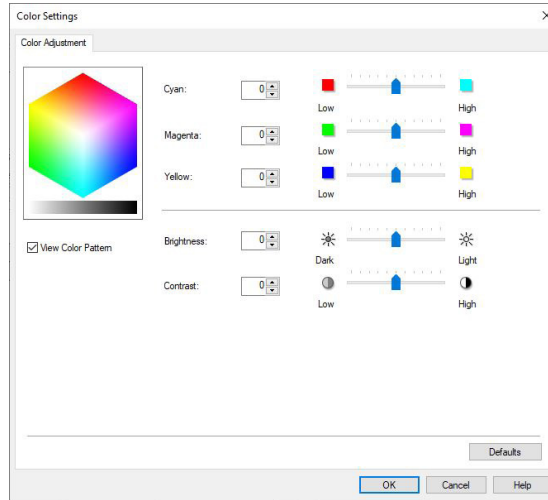 Color Settings
Color Adjustment
Cyan: 0
Low High
Magenta: 0
Low High
Yellow: 0
Low High
View Color Pattern
Brightness: 0
Dark Light
Contrast: 0
Low High
Defaults
OK Cancel Help